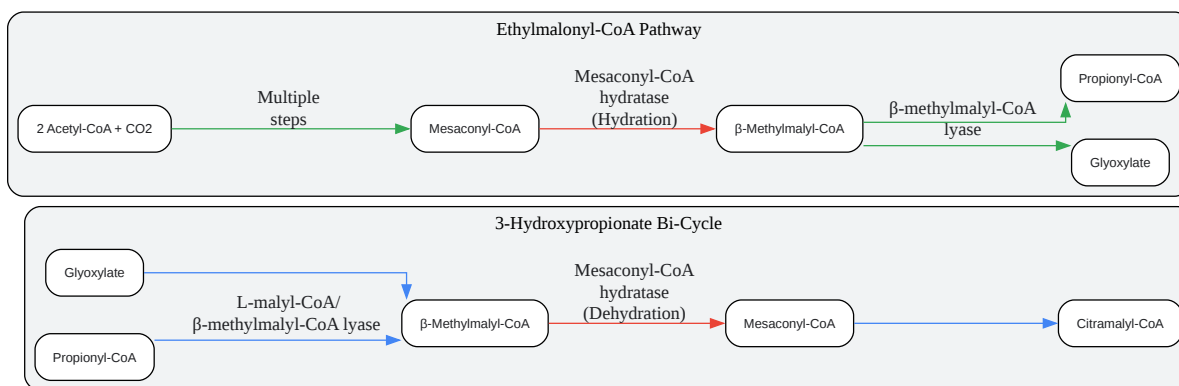 Ethylmalonyl-CoA Pathway
2 Acetyl-CoA + CO2
Multiple
steps
Mesaconyl-CoA
Mesaconyl-CoA
hydratase
(Hydration)
β-Methylmalyl-CoA
β-methylmalyl-CoA
lyase
Propionyl-CoA
Glyoxylate
3-Hydroxypropionate Bi-Cycle
Glyoxylate
Propionyl-CoA
L-malyl-CoA/
β-methylmalyl-CoA lyase
β-Methylmalyl-CoA
Mesaconyl-CoA
hydratase
(Dehydration)
Mesaconyl-CoA
Citramalyl-CoA